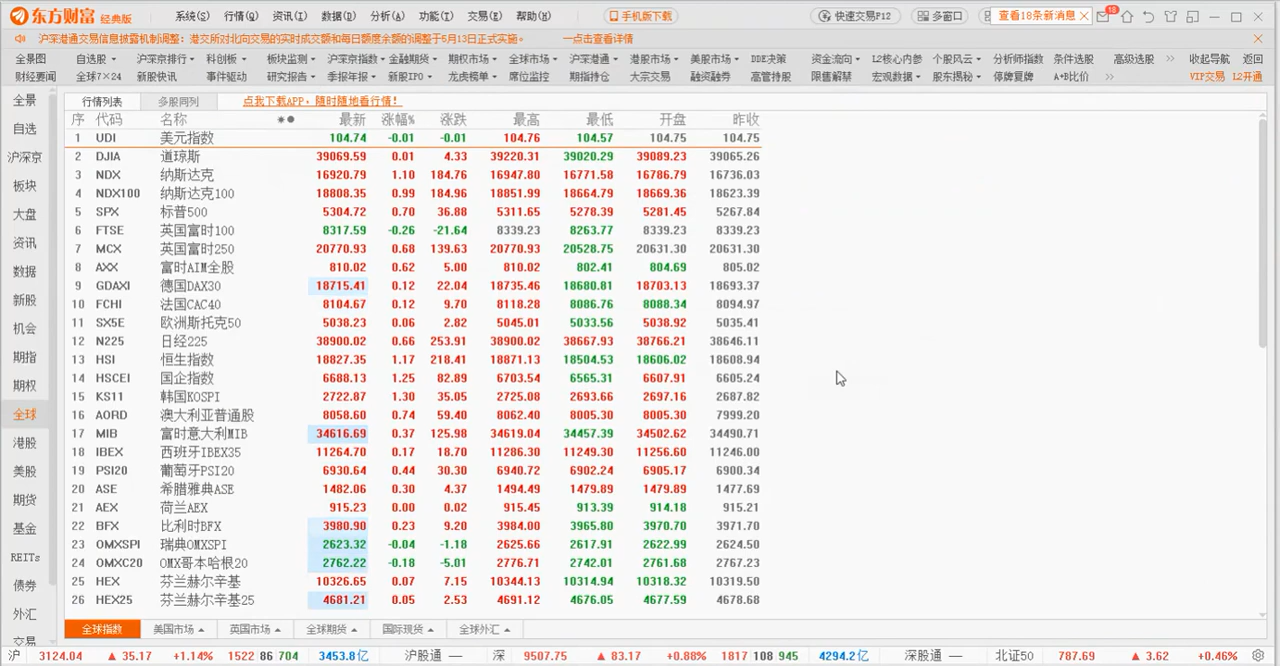 东方财富 经典版 系统(S) 行情(Q) 资讯(I) 数据(D) 分析(A) 功能(T) 交易(E) 帮助(H) 手机版下载 快速交易F12 多窗口 查看18条新消息 18
沪深港通交易信息披露机制调整：港交所对北向交易的实时成交额和每日额度余额的调整于5月13日正式实施。 一点击查看详情
全景图 自选股 沪深京排行 科创板 板块监测 沪深京指数 金融期货 期权市场 全球市场 沪深港通 港股市场 美股市场 DDE决策 资金流向 L2核心内参 个股风云 分析师指数 条件选股 高级选股 收起导航 返回
财经要闻 全球7×24 新股快讯 事件驱动 研究报告 季报年报 新股IPO 龙虎榜单 席位监控 期指持仓 大宗交易 融资融券 高管持股 限售解禁 宏观数据 股东揭秘 停牌复牌 A+B比价 VIP交易 L2开通
全景
自选
沪深京
板块
大盘
资讯
数据
新股
机会
期指
期权
全球
港股
美股
期货
基金
REITs
债券
外汇
交易
行情列表 多股同列 点我下载APP，随时随地看行情！
序 代码 名称 最新 涨幅% 涨跌 最高 最低 开盘 昨收
1 UDI 美元指数 104.74 -0.01 -0.01 104.76 104.57 104.75 104.75
2 DJIA 道琼斯 39069.59 0.01 4.33 39220.31 39020.29 39089.23 39065.26
3 NDX 纳斯达克 16920.79 1.10 184.76 16947.80 16771.58 16786.79 16736.03
4 NDX100 纳斯达克100 18808.35 0.99 184.96 18851.99 18664.79 18669.36 18623.39
5 SPX 标普500 5304.72 0.70 36.88 5311.65 5278.39 5281.45 5267.84
6 FTSE 英国富时100 8317.59 -0.26 -21.64 8339.23 8263.77 8339.23 8339.23
7 MCX 英国富时250 20770.93 0.68 139.63 20770.93 20528.75 20631.30 20631.30
8 AXX 富时AIM全股 810.02 0.62 5.00 810.02 802.41 804.69 805.02
9 GDAXI 德国DAX30 18715.41 0.12 22.04 18735.46 18680.81 18703.13 18693.37
10 FCHI 法国CAC40 8104.67 0.12 9.70 8118.28 8086.76 8088.34 8094.97
11 SX5E 欧洲斯托克50 5038.23 0.06 2.82 5045.01 5033.56 5038.92 5035.41
12 N225 日经225 38900.02 0.66 253.91 38900.02 38667.93 38766.21 38646.11
13 HSI 恒生指数 18827.35 1.17 218.41 18871.13 18504.53 18606.02 18608.94
14 HSCEI 国企指数 6688.13 1.25 82.89 6703.54 6565.31 6607.91 6605.24
15 KS11 韩国KOSPI 2722.87 1.30 35.05 2725.08 2693.66 2697.16 2687.82
16 AORD 澳大利亚普通股 8058.60 0.74 59.40 8062.40 8005.30 8005.30 7999.20
17 MIB 富时意大利MIB 34616.69 0.37 125.98 34619.04 34457.39 34502.62 34490.71
18 IBEX 西班牙IBEX35 11264.70 0.17 18.70 11286.30 11249.30 11256.60 11246.00
19 PSI20 葡萄牙PSI20 6930.64 0.44 30.30 6940.72 6902.24 6905.17 6900.34
20 ASE 希腊雅典ASE 1482.06 0.30 4.37 1494.49 1479.89 1479.89 1477.69
21 AEX 荷兰AEX 915.23 0.00 0.02 915.45 913.39 914.18 915.21
22 BFX 比利时BFX 3980.90 0.23 9.20 3984.00 3965.80 3970.70 3971.70
23 OMXSPI 瑞典OMXSPI 2623.32 -0.04 -1.18 2625.66 2617.91 2622.99 2624.50
24 OMXC20 OMX哥本哈根20 2762.22 -0.18 -5.01 2776.71 2742.01 2761.68 2767.23
25 HEX 芬兰赫尔辛基 10326.65 0.07 7.15 10344.13 10314.94 10318.32 10319.50
26 HEX25 芬兰赫尔辛基25 4681.21 0.05 2.53 4691.12 4676.05 4677.59 4678.68
全球指数 美国市场 英国市场 全球期货 国际现货 全球外汇
沪 3124.04 ▲ 35.17 +1.14% 1522 86 704 3453.8亿 沪股通 — 深 9507.75 ▲ 83.17 +0.88% 1817 108 945 4294.2亿 深股通 — 北证50 787.69 ▲ 3.62 +0.46%